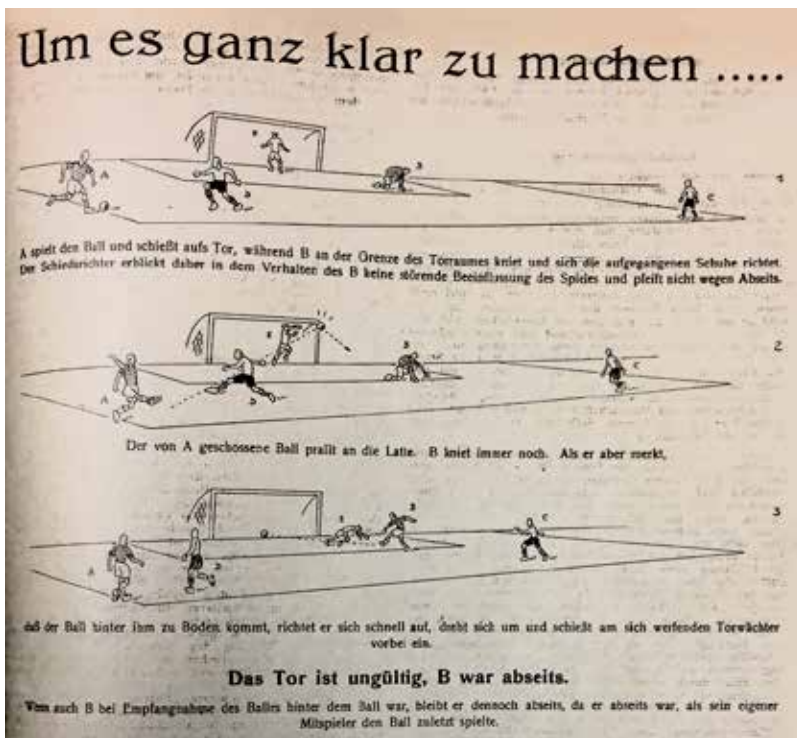 Um es ganz klar zu machen .....
E
A
D
B
C
1
A spielt den Ball und schießt aufs Tor, während B an der Grenze des Torraumes kniet und sich die aufgegangenen Schuhe richtet.
Der Schiedsrichter erblickt daher in dem Verhalten des B keine störende Beeinflussung des Spieles und pfeift nicht wegen Abseits.
E
B
2
C
A
D
Der von A geschossene Ball prallt an die Latte. B kniet immer noch. Als er aber merkt,
E
B
C
3
A
D
daß der Ball hinter ihm zu Boden kommt, richtet er sich schnell auf, dreht sich um und schießt am sich werfenden Torwächter
vorbei ein.
Das Tor ist ungültig, B war abseits.
auch B bei Empfangnahme des Balles hinter dem Ball war, bleibt er dennoch abseits, da er abseits war, als sein eigener
Mitspieler den Ball zuletzt spielte.